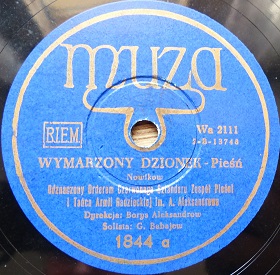 muza
RIEM
Wa 2111
1-B-13748
WYMARZONY DZIONEK - Pieśń
Nowikow
Odznaczony Orderem Czerwonego Sztandaru Zespół Pieśni
i Tańca Armii Radzieckiej Im. A. Aleksandrowa
Dyrekcja: Borys Aleksandrow
Solista: G. Babajew
1844 a